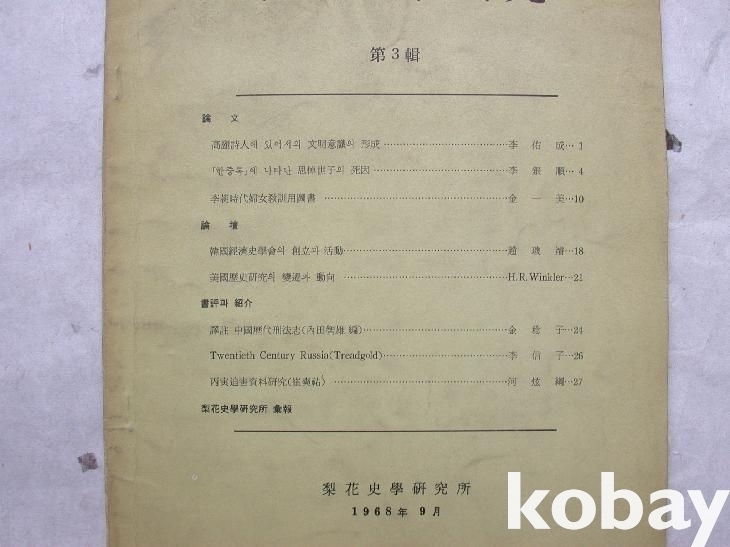 第3輯
論 文
高麗詩人에 있어서의 文明意識의 形成 李佑成 1
「한중록」에 나타난 思悼世子의 死因 李銀順 4
李朝時代婦女敎訓用圖書 金一美 10
論 壇
韓國經濟史學會의 創立과 活動 趙璣濬 18
美國歷史硏究의 變遷과 動向 H.R.Winkler 21
書評과 紹介
譯註 中國歷代刑法志(內田智雄 編) 金 子 24
Twentieth Century Russia(Treadgold) 李信子 26
丙寅迫害資料硏究(崔奭祐) 河炫綱 27
梨花史學硏究所 彙報
梨花史學硏究所
1968年 9月
kobay